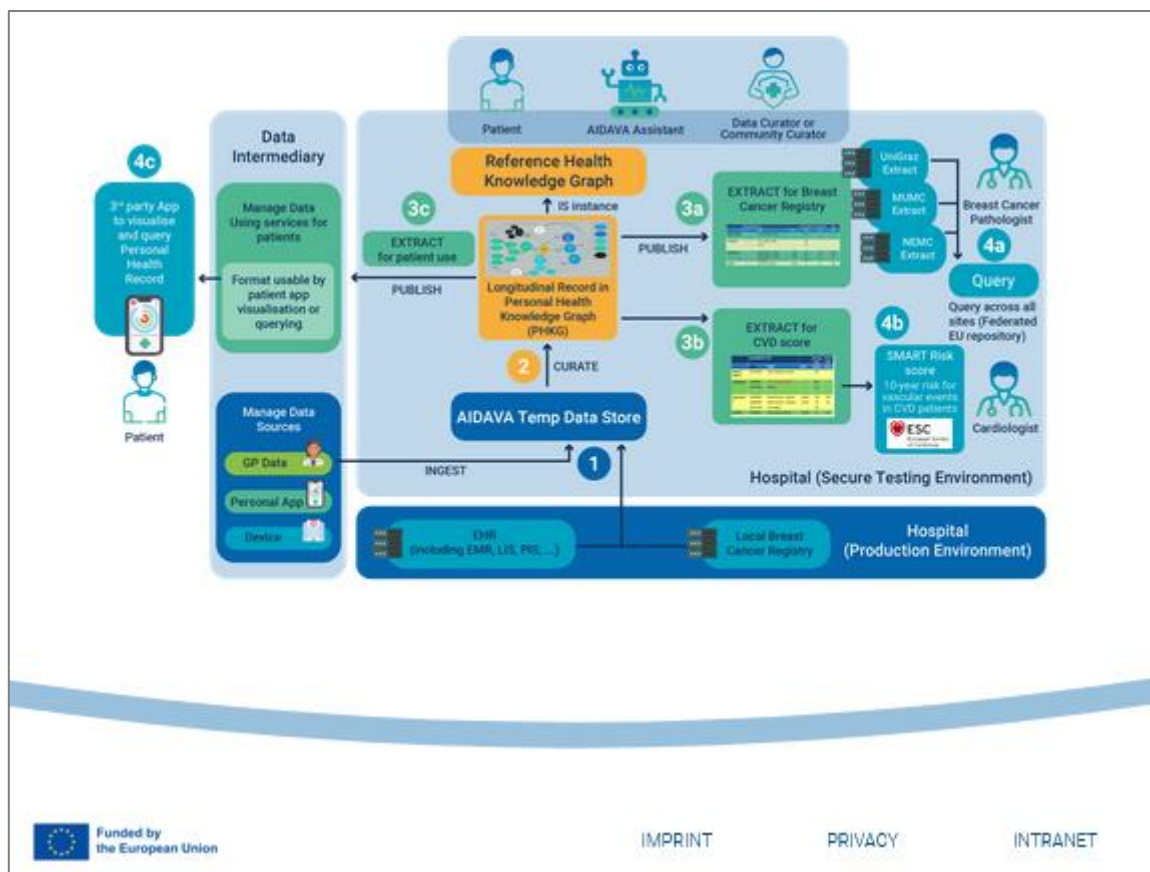 Patient
AIDAVA Assistant
Data Curator or
Community Curator
Data
Intermediary
4c
3rd party App
to visualise
and query
Personal
Health
Record
Patient
Manage Data
Using services for
patients
Format usable by
patient app
visualisation or
querying
3c
EXTRACT
for patient use
PUBLISH
Reference Health
Knowledge Graph
IS instance
Longitudinal Record in
Personal Health
Knowledge Graph
(PHKG)
3a
PUBLISH
EXTRACT for Breast
Cancer Registry
UniGraz
Extract
MUMC
Extract
NEMC
Extract
Breast Cancer
Pathologist
4a
Query
Query across all
sites (Federated
EU repository)
3b
EXTRACT for
CVD score
4b
SMART Risk
score
10-year risk for
vascular events
in CVD patients
ESC
European Society
of Cardiology
Cardiologist
2
CURATE
AIDAVA Temp Data Store
1
INGEST
Manage Data
Sources
GP Data
Personal App
Device
Hospital (Secure Testing Environment)
EHR
(including EMR, LIS, PIS, ...)
Local Breast
Cancer Registry
Hospital
(Production Environment)
Funded by
the European Union
IMPRINT
PRIVACY
INTRANET